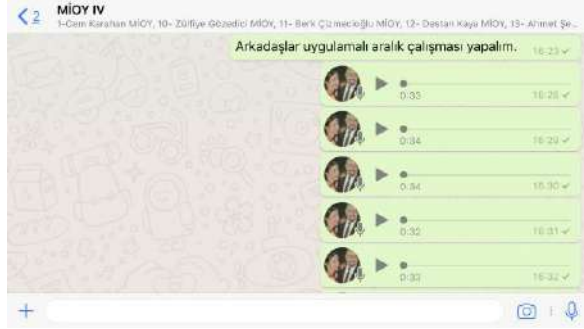 2
MİOY IV
1-Cem Karahan MİOY, 10- Zülfiye Gözedici MİOY, 11- Berk Çizmecioğlu MİOY, 12- Destan Kaya MİOY, 13- Ahmet Şe...
Arkadaşlar uygulamalı aralık çalışması yapalım. 16:23
0:33 16:28
0:34 16:29
0:34 16:30
0:32 16:31
0:33 16:32